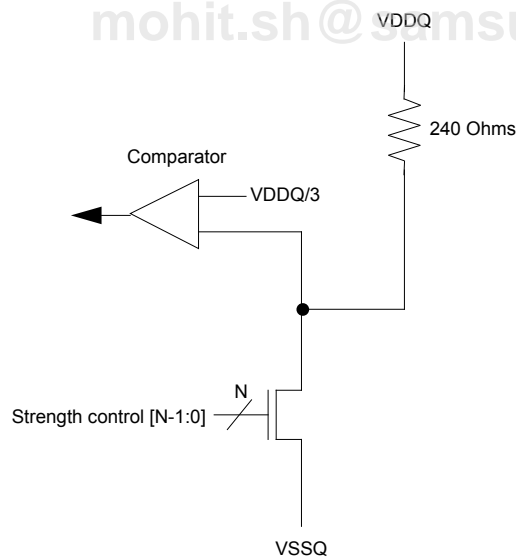 mohit.sh@samsu
VDDQ
240 Ohms
Comparator
VDDQ/3
N
Strength control [N-1:0]
VSSQ